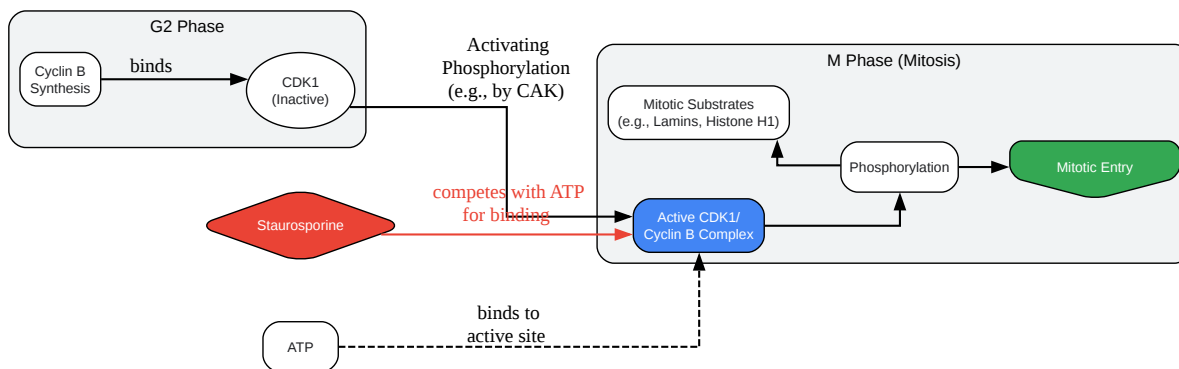 G2 Phase
Cyclin B
Synthesis
binds
CDK1
(Inactive)
Activating
Phosphorylation
(e.g., by CAK)
M Phase (Mitosis)
Mitotic Substrates
(e.g., Lamins, Histone H1)
Phosphorylation
Mitotic Entry
Staurosporine
competes with ATP
for binding
Active CDK1/
Cyclin B Complex
binds to
active site
ATP